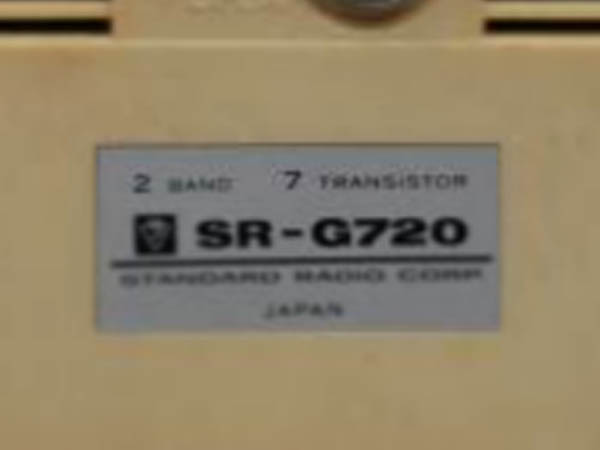 2 BAND 7 TRANSISTOR
SR-G720
STANDARD RADIO CORP.
JAPAN